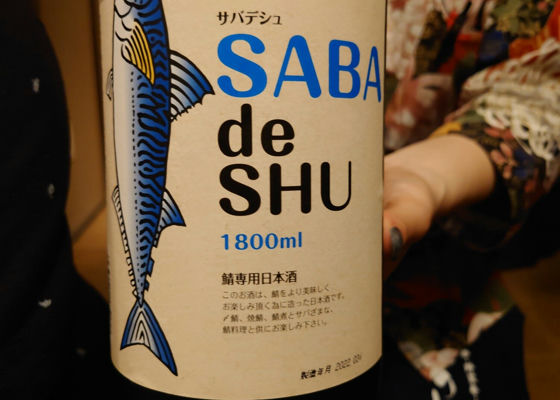 サバデシュ
SABA
de
SHU
1800ml
鯖専用日本酒
このお酒は、鯖をより美味しく
お楽しみ頂く為に造った日本酒です。
〆鯖、焼鯖、鯖煮とサバざまな、
鯖料理と供にお楽しみ下さい。
製造年月 2022.03